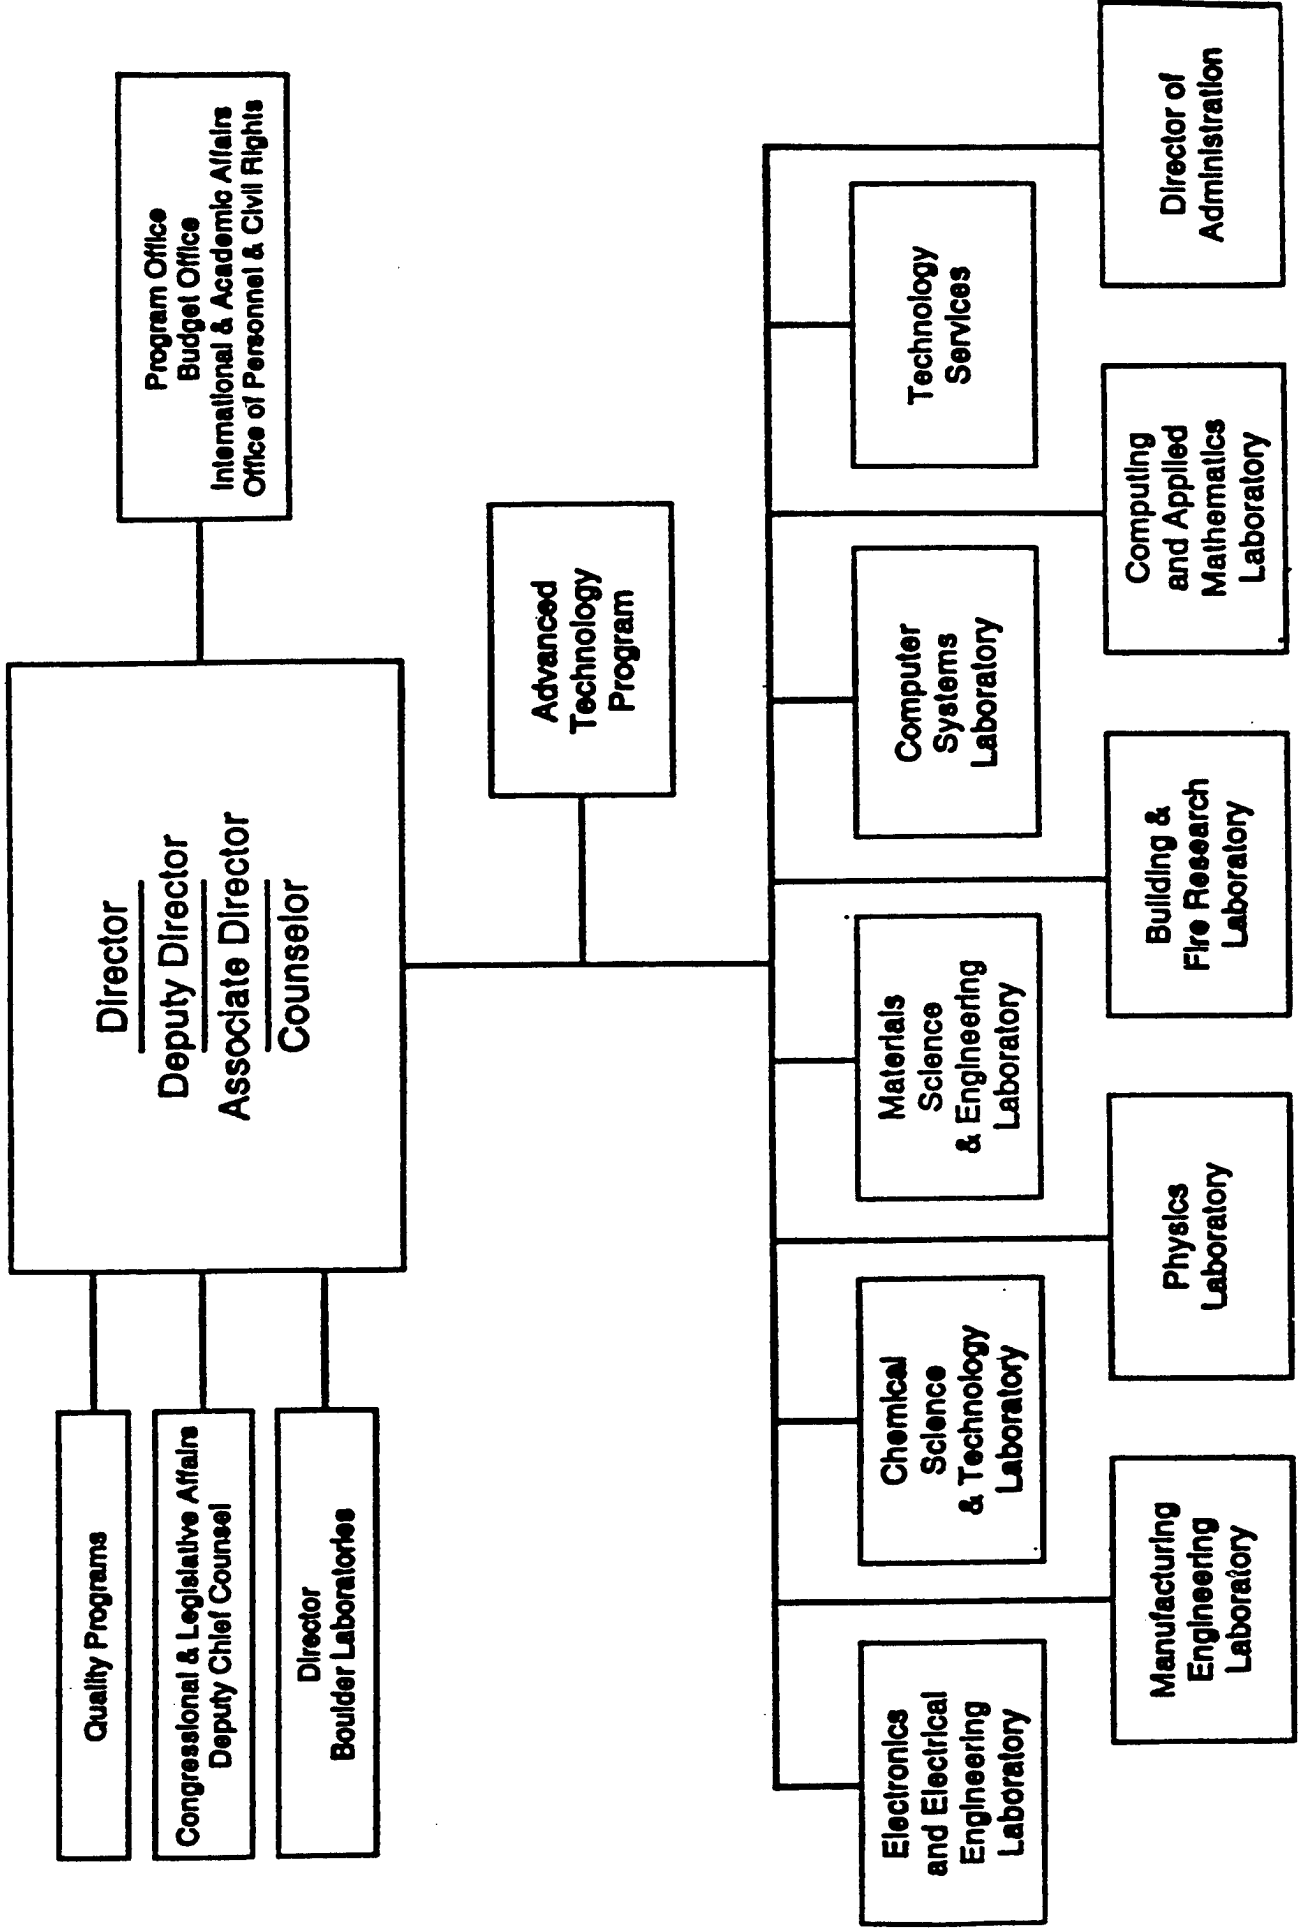 Director
Deputy Director
Associate Director
Counselor
Quality Programs
Congressional & Legislative Affairs
Deputy Chief Counsel
Director
Boulder Laboratories
Program Office
Budget Office
International & Academic Affairs
Office of Personnel & Civil Rights
Advanced
Technology
Program
Electronics
and Electrical
Engineering
Laboratory
Chemical
Science
& Technology
Laboratory
Materials
Science
& Engineering
Laboratory
Computer
Systems
Laboratory
Technology
Services
Manufacturing
Engineering
Laboratory
Physics
Laboratory
Building &
Fire Research
Laboratory
Computing
and Applied
Mathematics
Laboratory
Director of
Administration